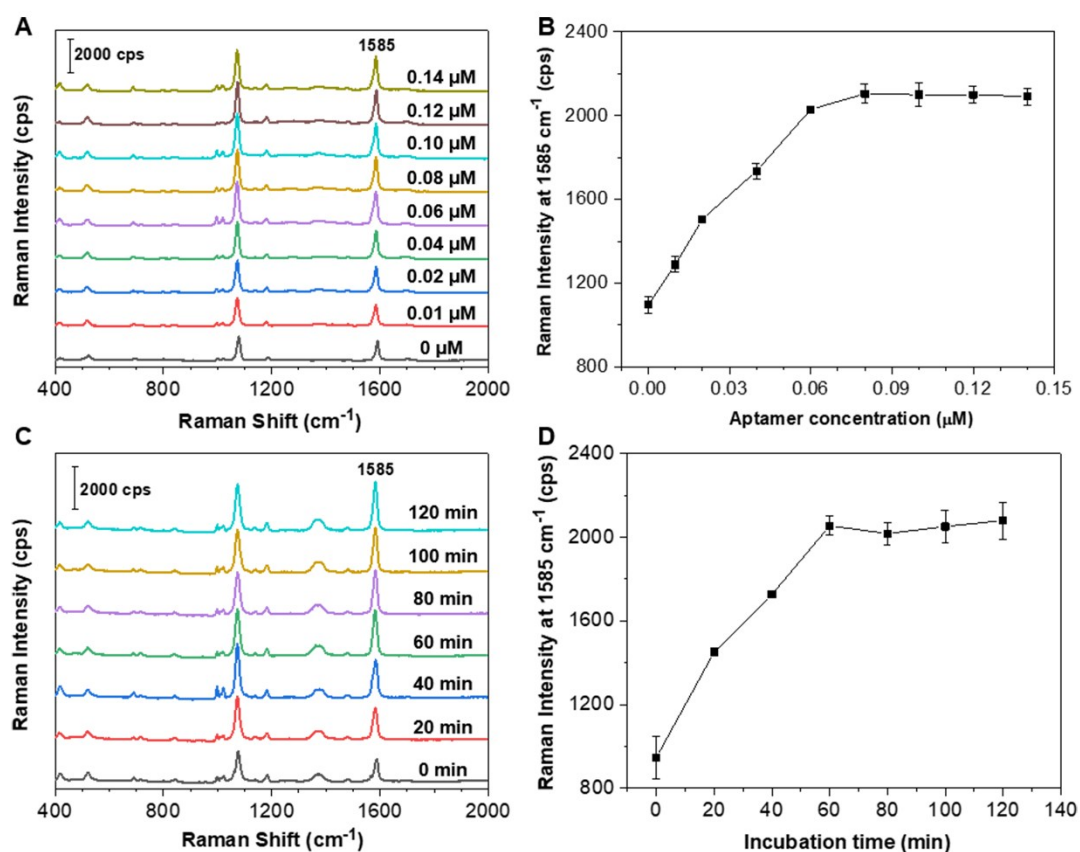 A
2000 cps
1585
0.14 µM
0.12 µM
0.10 µM
0.08 µM
0.06 µM
0.04 µM
0.02 µM
0.01 µM
0 µM
Raman Intensity (cps)
400 800 1200 1600 2000
Raman Shift (cm-1)
B
2400
2000
1600
1200
800
Raman Intensity at 1585 cm-1 (cps)
0.00 0.03 0.06 0.09 0.12 0.15
Aptamer concentration (µM)
C
2000 cps
1585
120 min
100 min
80 min
60 min
40 min
20 min
0 min
Raman Intensity (cps)
400 800 1200 1600 2000
Raman Shift (cm-1)
D
2400
2000
1600
1200
800
Raman Intensity at 1585 cm-1 (cps)
0 20 40 60 80 100 120 140
Incubation time (min)